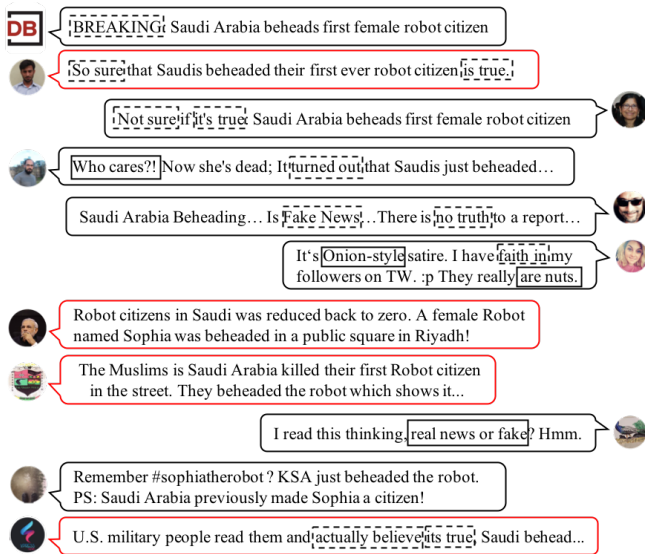 DB
BREAKING: Saudi Arabia beheads first female robot citizen
So sure that Saudis beheaded their first ever robot citizen is true.
Not sure if it's true: Saudi Arabia beheads first female robot citizen
Who cares?! Now she's dead; It turned out that Saudis just beheaded…
Saudi Arabia Beheading… Is Fake News…There is no truth to a report…
It‘s Onion-style satire. I have faith in my
followers on TW. :p They really are nuts.
Robot citizens in Saudi was reduced back to zero. A female Robot
named Sophia was beheaded in a public square in Riyadh!
The Muslims is Saudi Arabia killed their first Robot citizen
in the street. They beheaded the robot which shows it...
I read this thinking, real news or fake? Hmm.
Remember #sophiatherobot ? KSA just beheaded the robot.
PS: Saudi Arabia previously made Sophia a citizen!
U.S. military people read them and actually believe its true, Saudi behead...